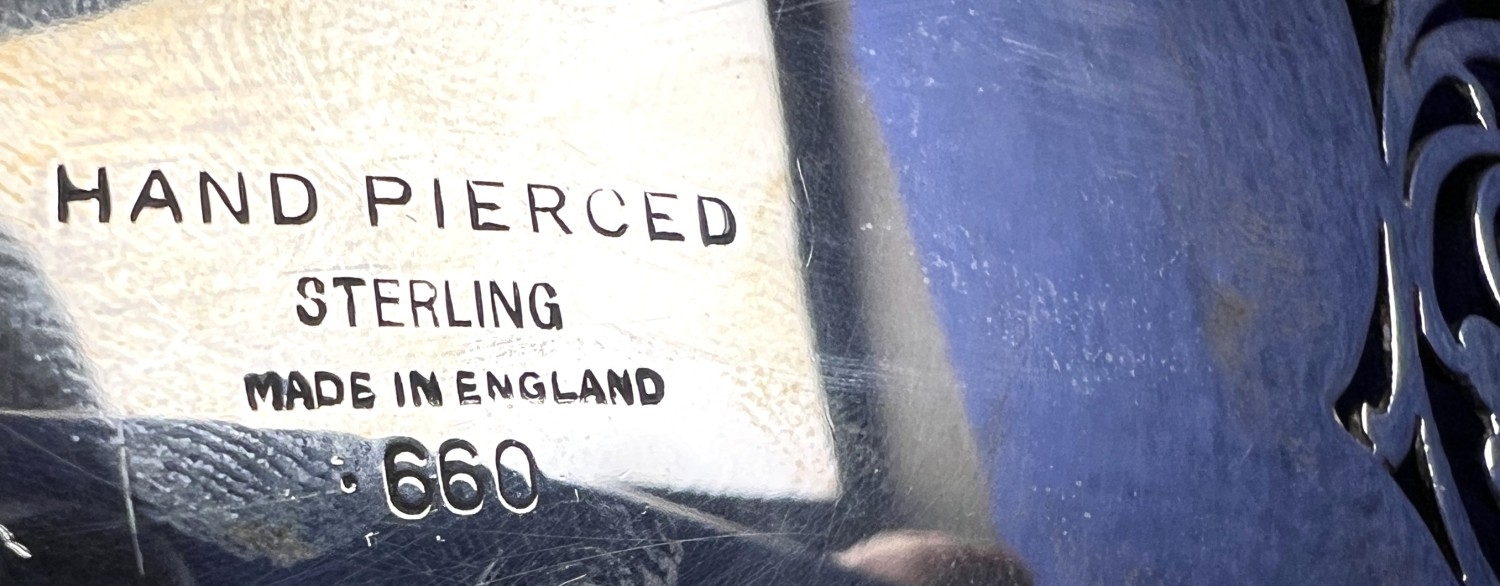 HAND PIERCED
STERLING
MADE IN ENGLAND
660